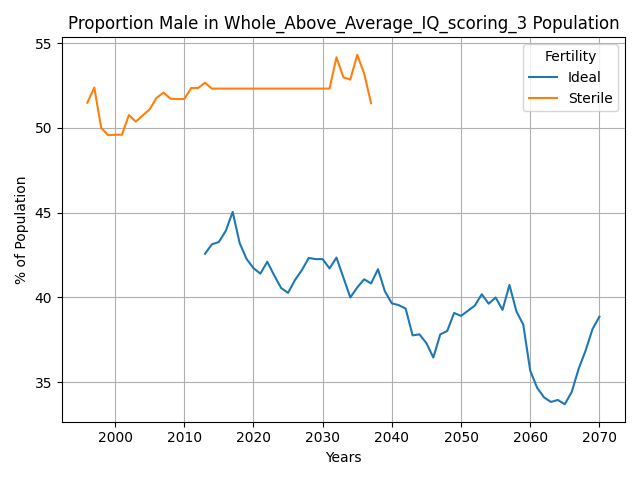 Proportion Male in Whole_Above_Average_IQ_scoring_3 Population
55
50
45
40
35
% of Population
Fertility
Ideal
Sterile
2000 2010 2020 2030 2040 2050 2060 2070
Years